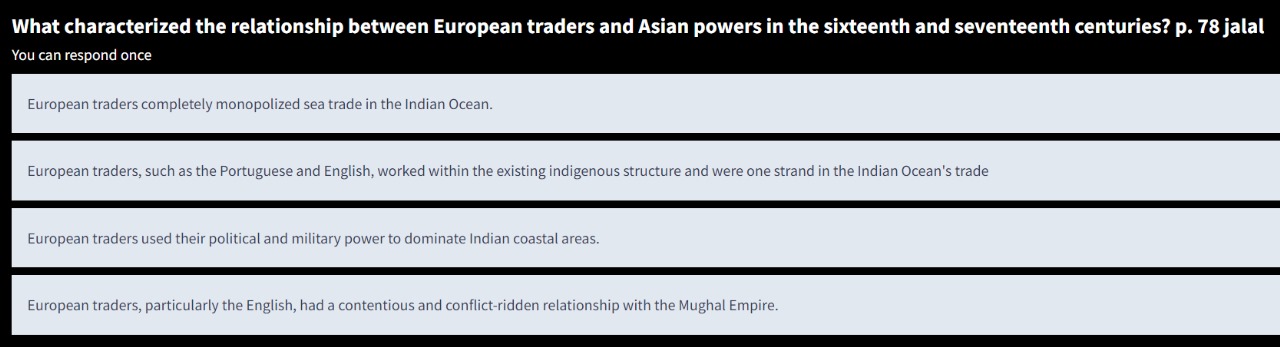 What characterized the relationship between European traders and Asian powers in the sixteenth and seventeenth centuries? p. 78 jalal
You can respond once
European traders completely monopolized sea trade in the Indian Ocean.
European traders, such as the Portuguese and English, worked within the existing indigenous structure and were one strand in the Indian Ocean's trade
European traders used their political and military power to dominate Indian coastal areas.
European traders, particularly the English, had a contentious and conflict-ridden relationship with the Mughal Empire.